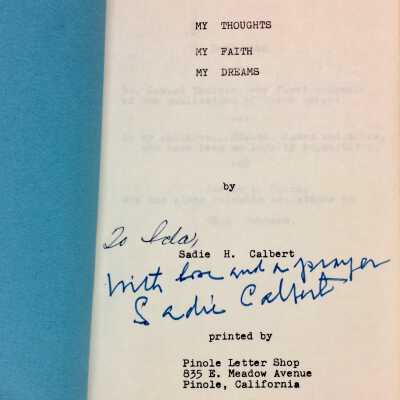 MY THOUGHTS
MY FAITH
MY DREAMS
by
To Ida,
Sadie H. Calbert
With love and a prayer
Sadie Calbert
printed by
Pinole Letter Shop
835 E. Meadow Avenue
Pinole, California